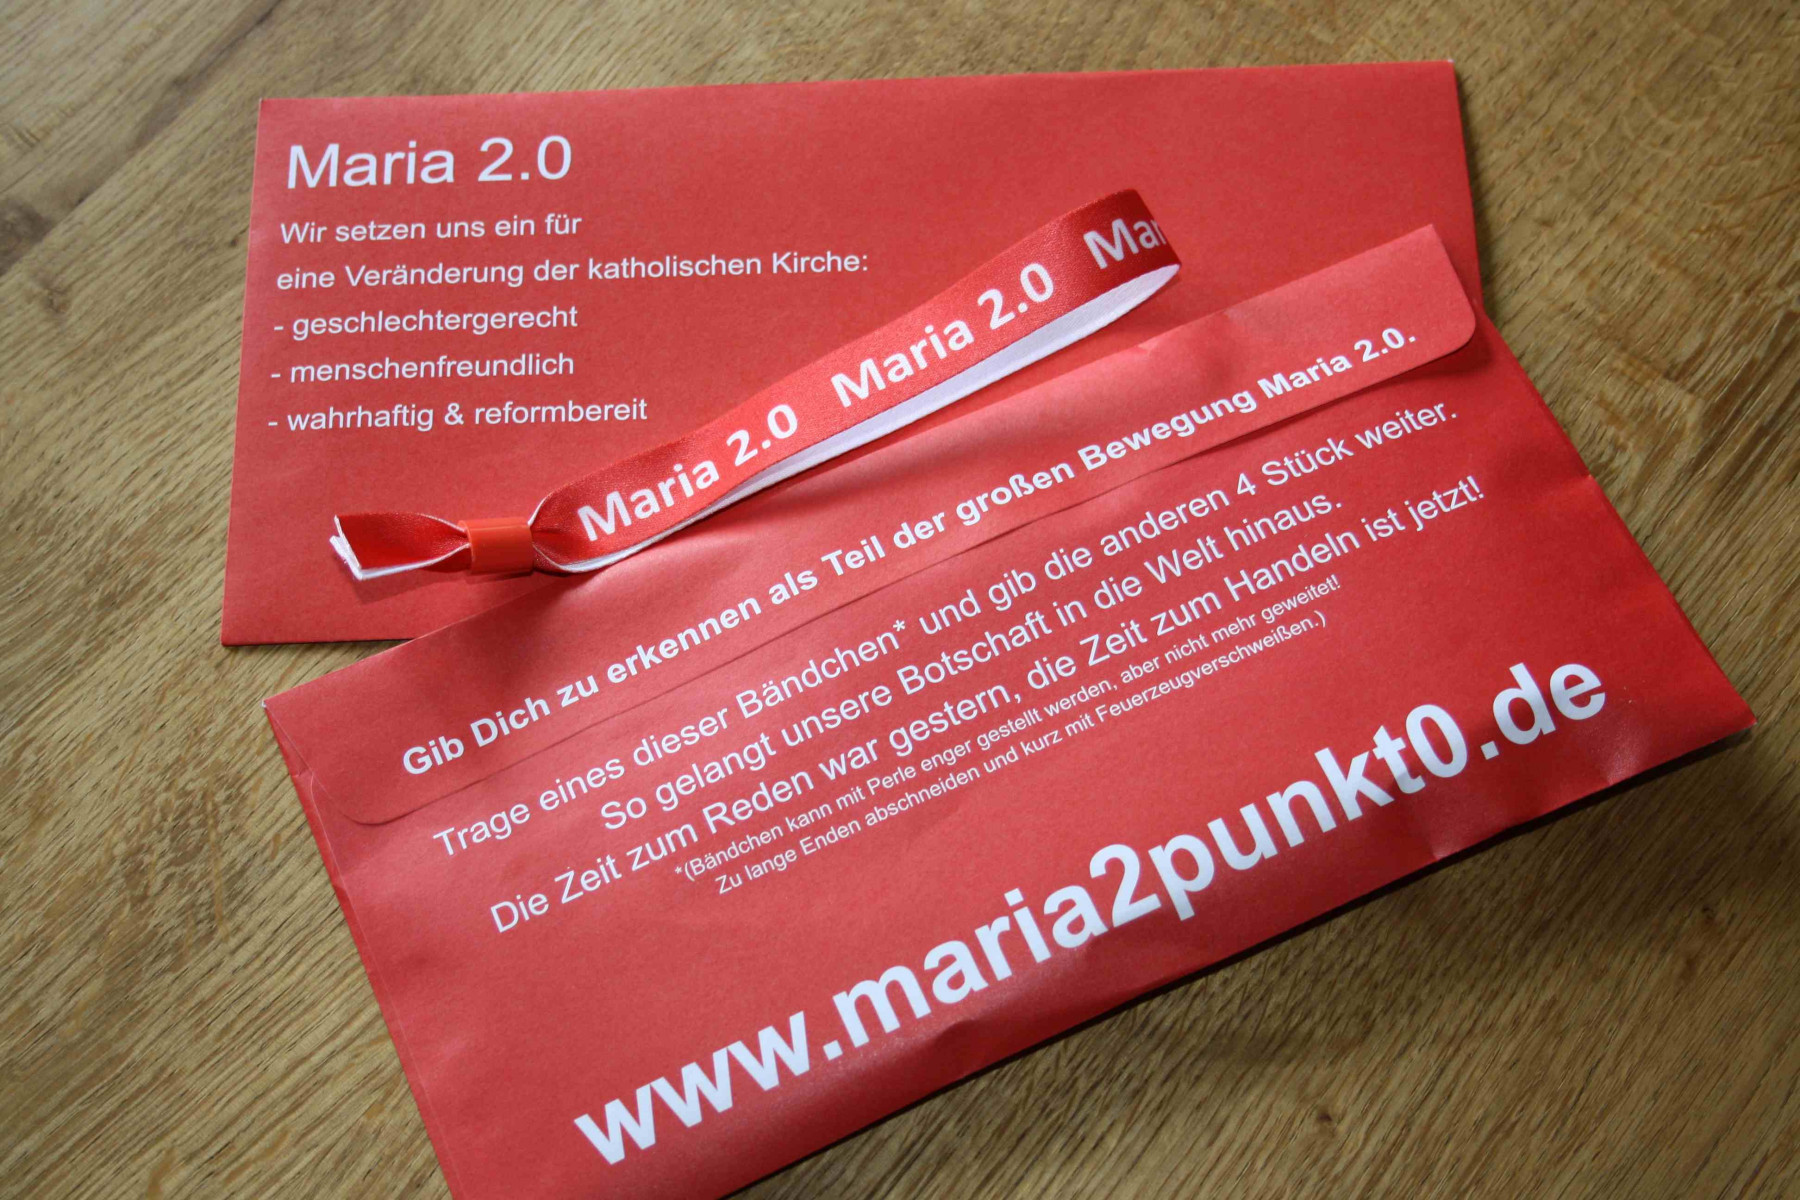 Maria 2.0
Wir setzen uns ein für
eine Veränderung der katholischen Kirche:
- geschlechtergerecht
- menschenfreundlich
- wahrhaftig & reformbereit
Maria 2.0 Maria 2.0 Mar
Gib Dich zu erkennen als Teil der großen Bewegung Maria 2.0.
Trage eines dieser Bändchen* und gib die anderen 4 Stück weiter.
So gelangt unsere Botschaft in die Welt hinaus.
Die Zeit zum Reden war gestern, die Zeit zum Handeln ist jetzt!
*(Bändchen kann mit Perle enger gestellt werden, aber nicht mehr geweitet!
Zu lange Enden abschneiden und kurz mit Feuerzeugverschweißen.)
www.maria2punkt0.de